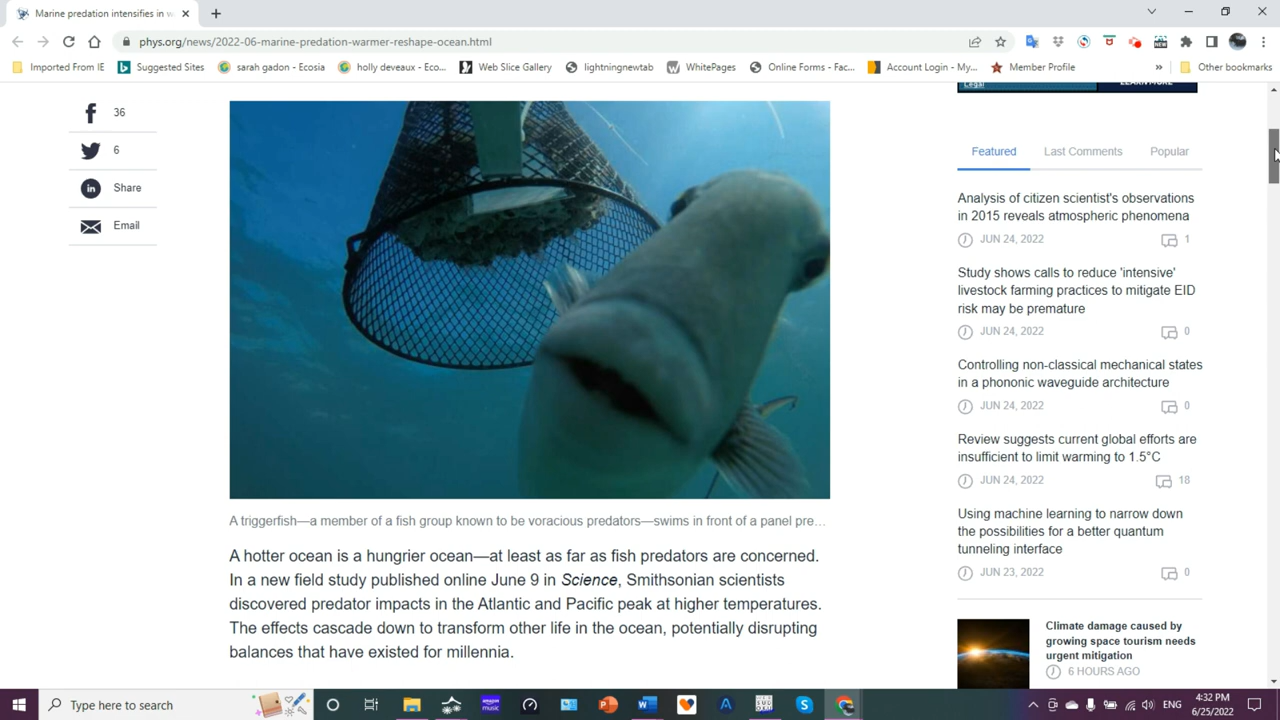 Marine predation intensifies in w
phys.org/news/2022-06-marine-predation-warmer-reshape-ocean.html
Imported From IE
Suggested Sites
sarah gadon - Ecosia
holly deveaux - Eco...
Web Slice Gallery
lightningnewtab
WhitePages
Online Forms - Fac...
Account Login - My...
Member Profile
»
Other bookmarks
36
6
Share
Email
LEARN MORE
Legal
Featured
Last Comments
Popular
Analysis of citizen scientist's observations
in 2015 reveals atmospheric phenomena
JUN 24, 2022
1
Study shows calls to reduce 'intensive'
livestock farming practices to mitigate EID
risk may be premature
JUN 24, 2022
0
Controlling non-classical mechanical states
in a phononic waveguide architecture
JUN 24, 2022
0
Review suggests current global efforts are
insufficient to limit warming to 1.5°C
JUN 24, 2022
18
Using machine learning to narrow down
the possibilities for a better quantum
tunneling interface
JUN 23, 2022
0
Climate damage caused by
growing space tourism needs
urgent mitigation
6 HOURS AGO
A triggerfish—a member of a fish group known to be voracious predators—swims in front of a panel pre…
A hotter ocean is a hungrier ocean—at least as far as fish predators are concerned.
In a new field study published online June 9 in Science, Smithsonian scientists
discovered predator impacts in the Atlantic and Pacific peak at higher temperatures.
The effects cascade down to transform other life in the ocean, potentially disrupting
balances that have existed for millennia.
Type here to search
amazon
music
ENG
4:32 PM
6/25/2022